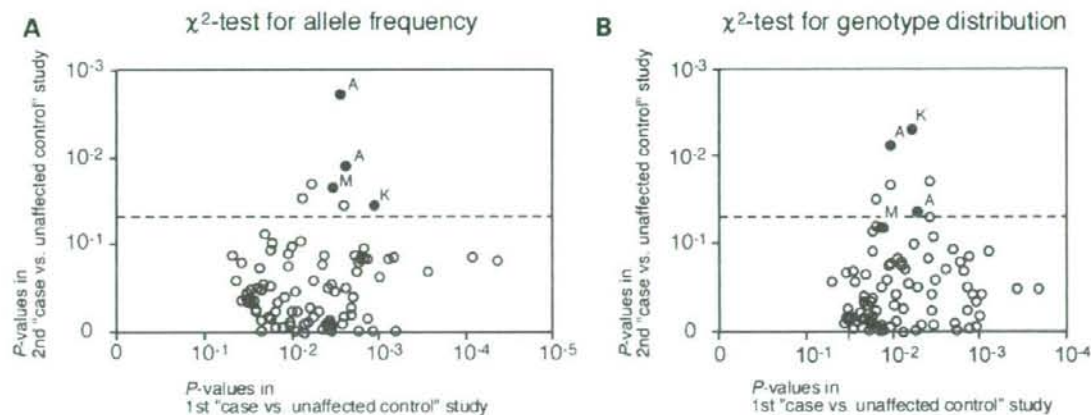 A
χ²-test for allele frequency
P-values in
2nd "case vs. unaffected control" study
10⁻³
10⁻²
10⁻¹
0
A
A
M
K
0
10⁻¹
10⁻²
10⁻³
10⁻⁴
10⁻⁵
P-values in
1st "case vs. unaffected control" study
B
χ²-test for genotype distribution
P-values in
2nd "case vs. unaffected control" study
10⁻³
10⁻²
10⁻¹
0
K
A
A
M
0
10⁻¹
10⁻²
10⁻³
10⁻⁴
P-values in
1st "case vs. unaffected control" study